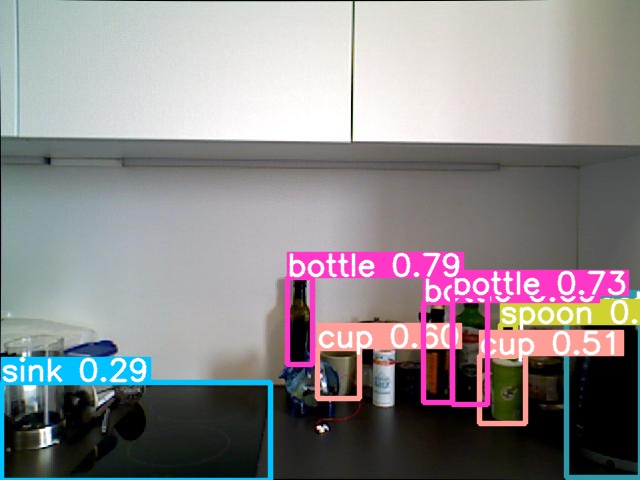 bottle 0.79
bottle 0.73
spoon 0.
cup 0.60
cup 0.51
sink 0.29